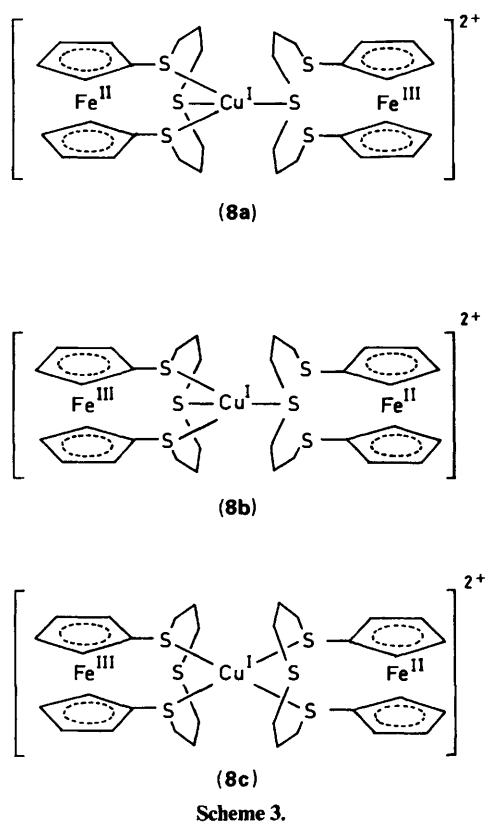 2+
S S
Fe II S Cu I S Fe III
S S
(8a)
2+
S S
Fe III S Cu I S Fe II
S S
(8b)
2+
S S
Fe III S Cu I S Fe II
S S
(8c)
Scheme 3.